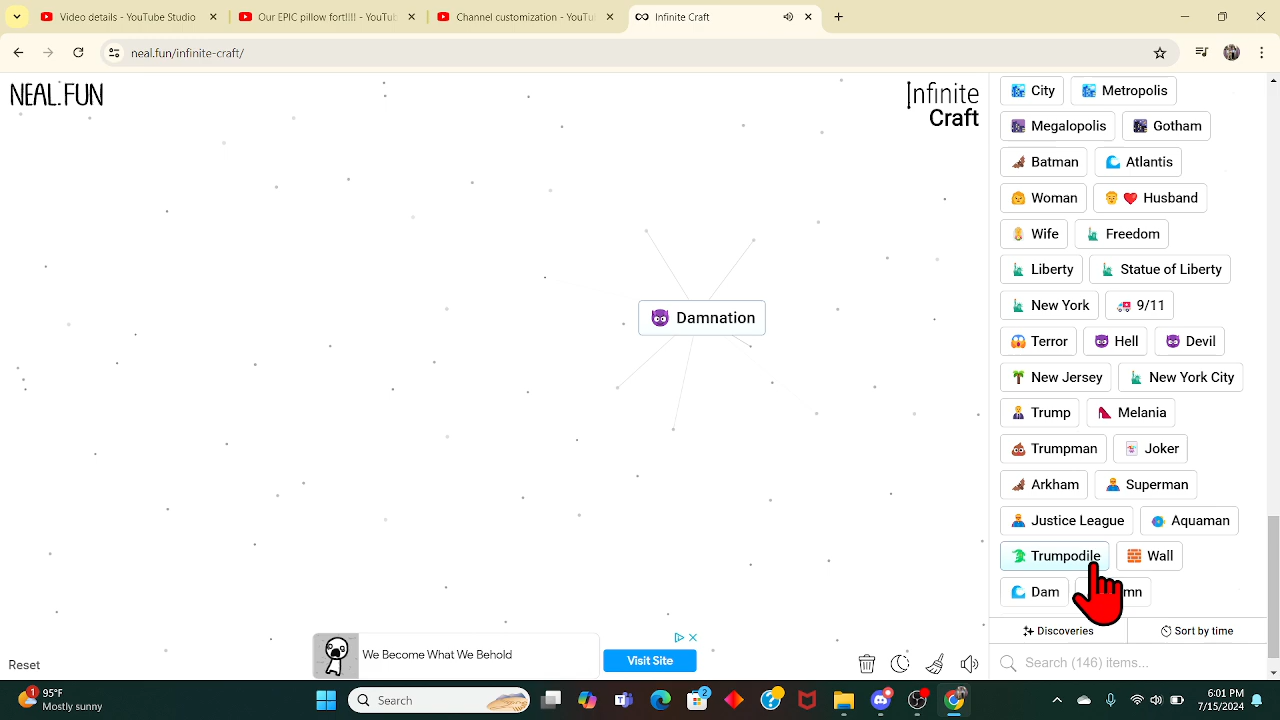 Video details - YouTube Studio
Our EPIC pillow fort!!!! - YouTub
Channel customization - YouTu
Infinite Craft
neal.fun/infinite-craft/
NEAL.FUN
Infinite
Craft
City
Metropolis
Megalopolis
Gotham
Batman
Atlantis
Woman
Husband
Wife
Freedom
Liberty
Statue of Liberty
New York
9/11
Terror
Hell
Devil
New Jersey
New York City
Trump
Melania
Trumpman
Joker
Arkham
Superman
Justice League
Aquaman
Trumpodile
Wall
Dam
Damnation
Discoveries
Sort by time
Search (146) items...
We Become What We Behold
Visit Site
Reset
1
95°F
Mostly sunny
Search
2
6:01 PM
7/15/2024